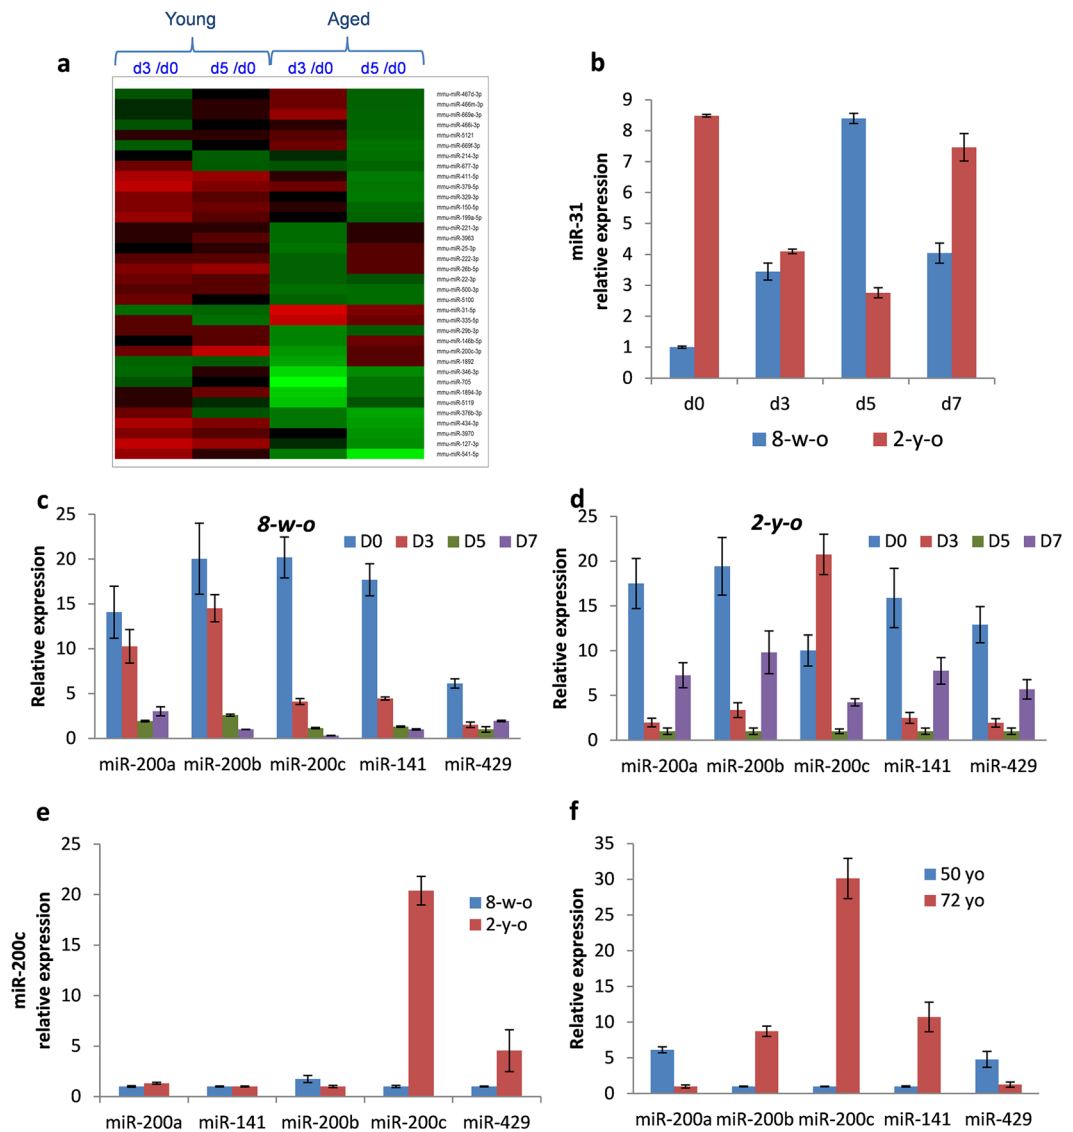 Young Aged
a
d3 /d0 d5 /d0 d3 /d0 d5 /d0
mmu-miR-467d-3p
mmu-miR-466m-3p
mmu-miR-669e-3p
mmu-miR-466i-3p
mmu-miR-5121
mmu-miR-669f-3p
mmu-miR-214-3p
mmu-miR-677-3p
mmu-miR-411-5p
mmu-miR-379-5p
mmu-miR-329-3p
mmu-miR-150-5p
mmu-miR-199a-5p
mmu-miR-221-3p
mmu-miR-3963
mmu-miR-25-3p
mmu-miR-222-3p
mmu-miR-26b-5p
mmu-miR-22-3p
mmu-miR-500-3p
mmu-miR-5100
mmu-miR-31-5p
mmu-miR-335-5p
mmu-miR-29b-3p
mmu-miR-146b-5p
mmu-miR-200c-3p
mmu-miR-1892
mmu-miR-346-3p
mmu-miR-705
mmu-miR-1894-3p
mmu-miR-5119
mmu-miR-376b-3p
mmu-miR-434-3p
mmu-miR-3970
mmu-miR-127-3p
mmu-miR-541-5p
b
miR-31
relative expression
9
8
7
6
5
4
3
2
1
0
d0 d3 d5 d7
8-w-o 2-y-o
c
8-w-o
D0 D3 D5 D7
Relative expression
25
20
15
10
5
0
miR-200a miR-200b miR-200c miR-141 miR-429
d
2-y-o
D0 D3 D5 D7
Relative expression
25
20
15
10
5
0
miR-200a miR-200b miR-200c miR-141 miR-429
e
miR-200c
relative expression
25
20
15
10
5
0
8-w-o
2-y-o
miR-200a miR-141 miR-200b miR-200c miR-429
f
Relative expression
35
30
25
20
15
10
5
0
50 yo
72 yo
miR-200a miR-200b miR-200c miR-141 miR-429